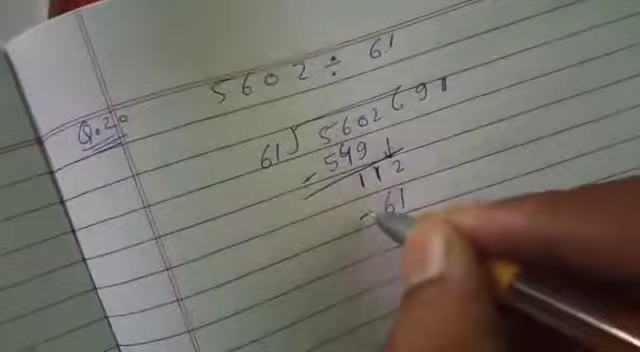 5602 ÷ 61
Q.20
61) 5602 ( 91
- 549 ↓
112
- 61